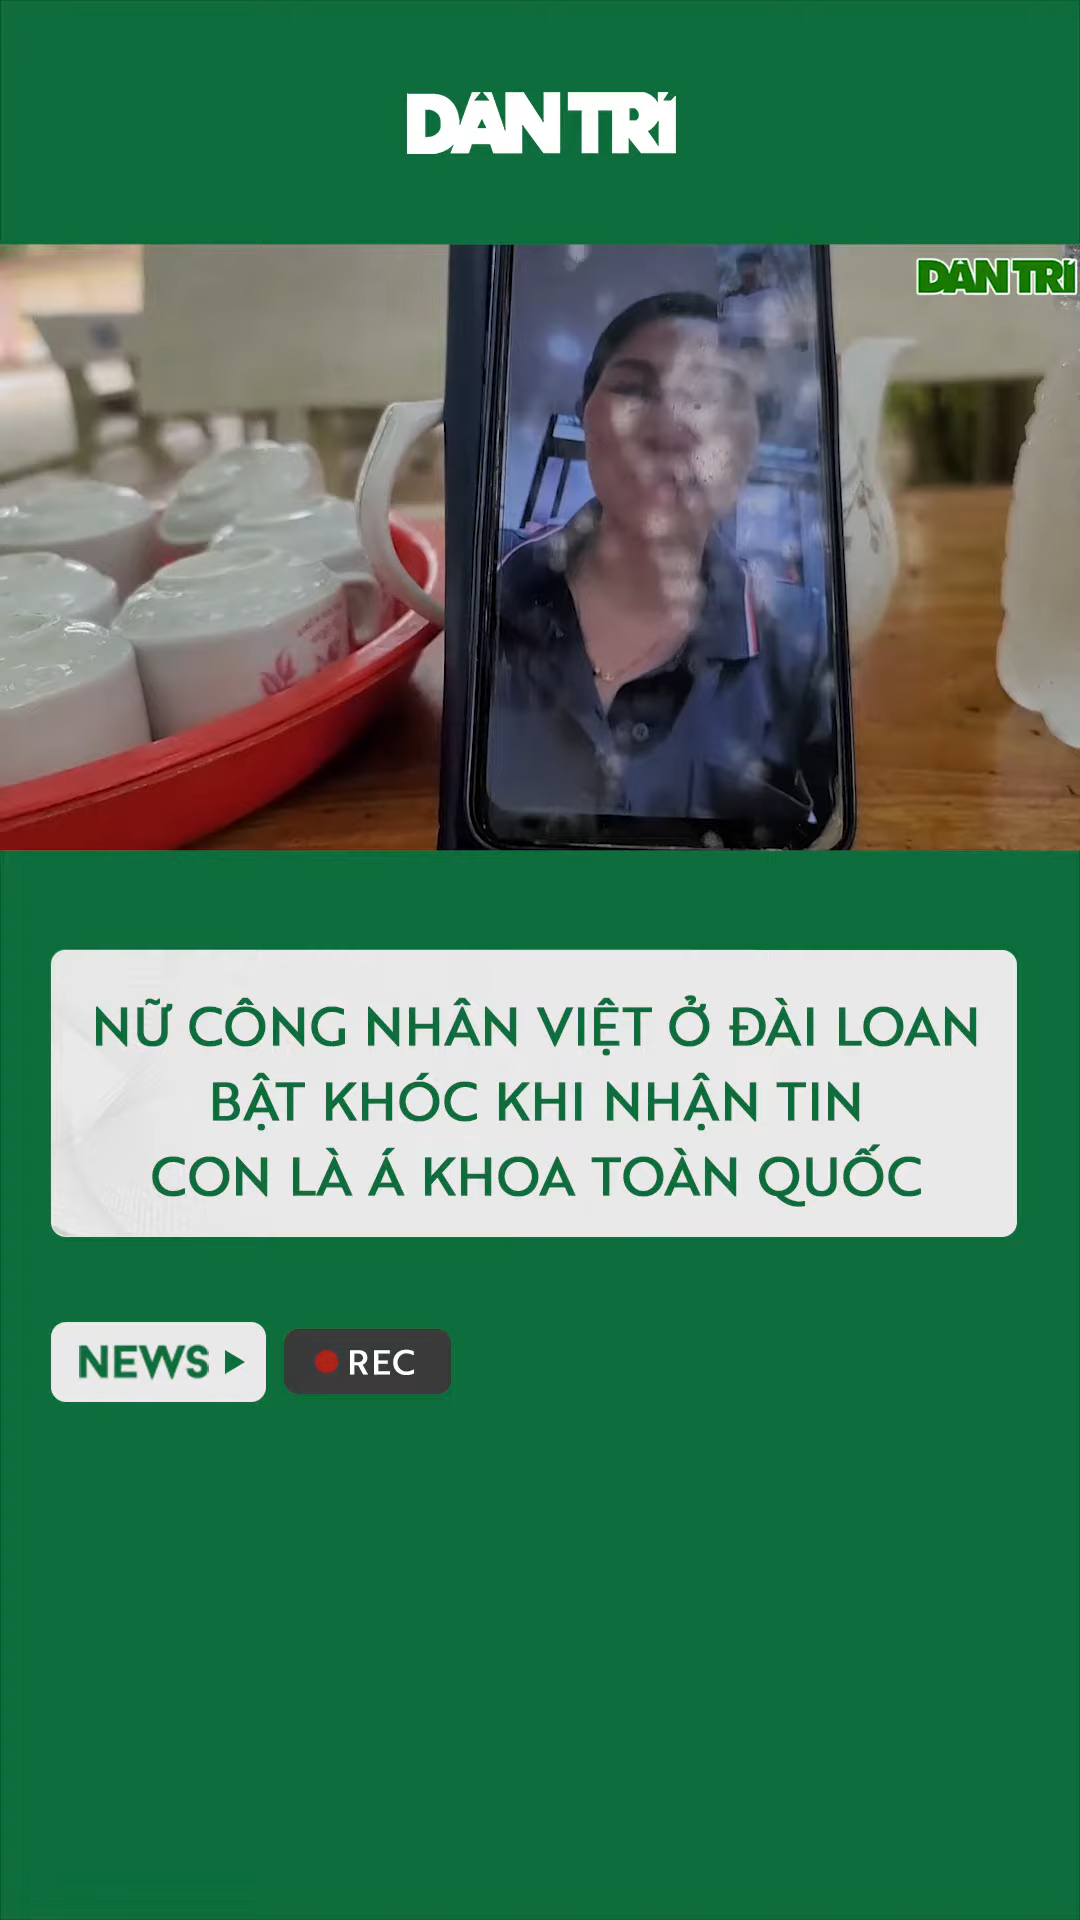 DÂN TRÍ
DÂN TRÍ
NỮ CÔNG NHÂN VIỆT Ở ĐÀI LOAN
BẬT KHÓC KHI NHẬN TIN
CON LÀ Á KHOA TOÀN QUỐC
NEWS
REC